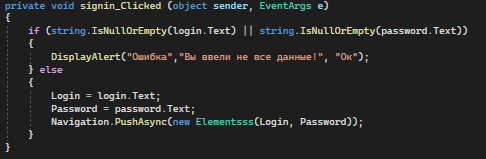 private void signin_Clicked (object sender, EventArgs e)
{
if (string.IsNullOrEmpty(login.Text) || string.IsNullOrEmpty(password.Text))
{
DisplayAlert("Ошибка","Вы ввели не все данные!", "Ок");
} else
{
Login = login.Text;
Password = password.Text;
Navigation.PushAsync(new Elementsss(Login, Password));
}
}